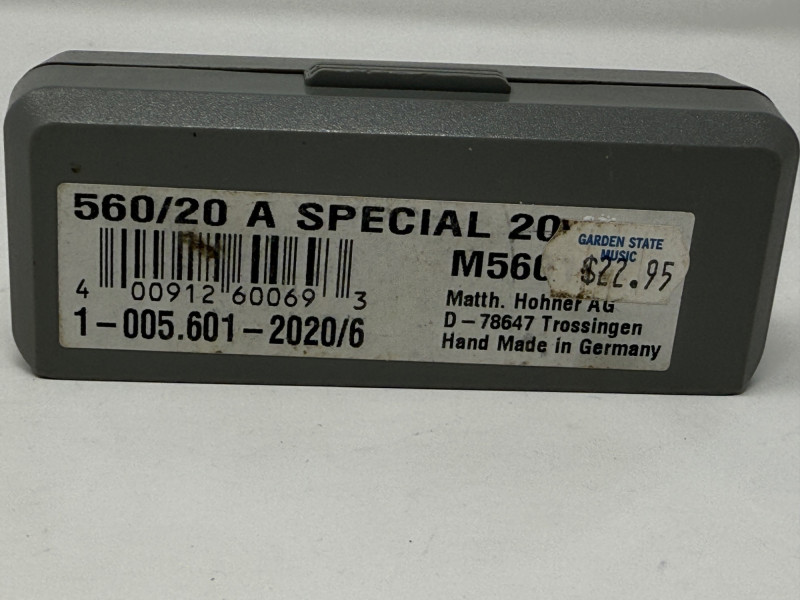 560/20 A SPECIAL 20
GARDEN STATE
MUSIC
$22.95
M560
4 00912 60069 3
Matth. Hohner AG
D-78647 Trossingen
Hand Made in Germany
1-005.601-2020/6